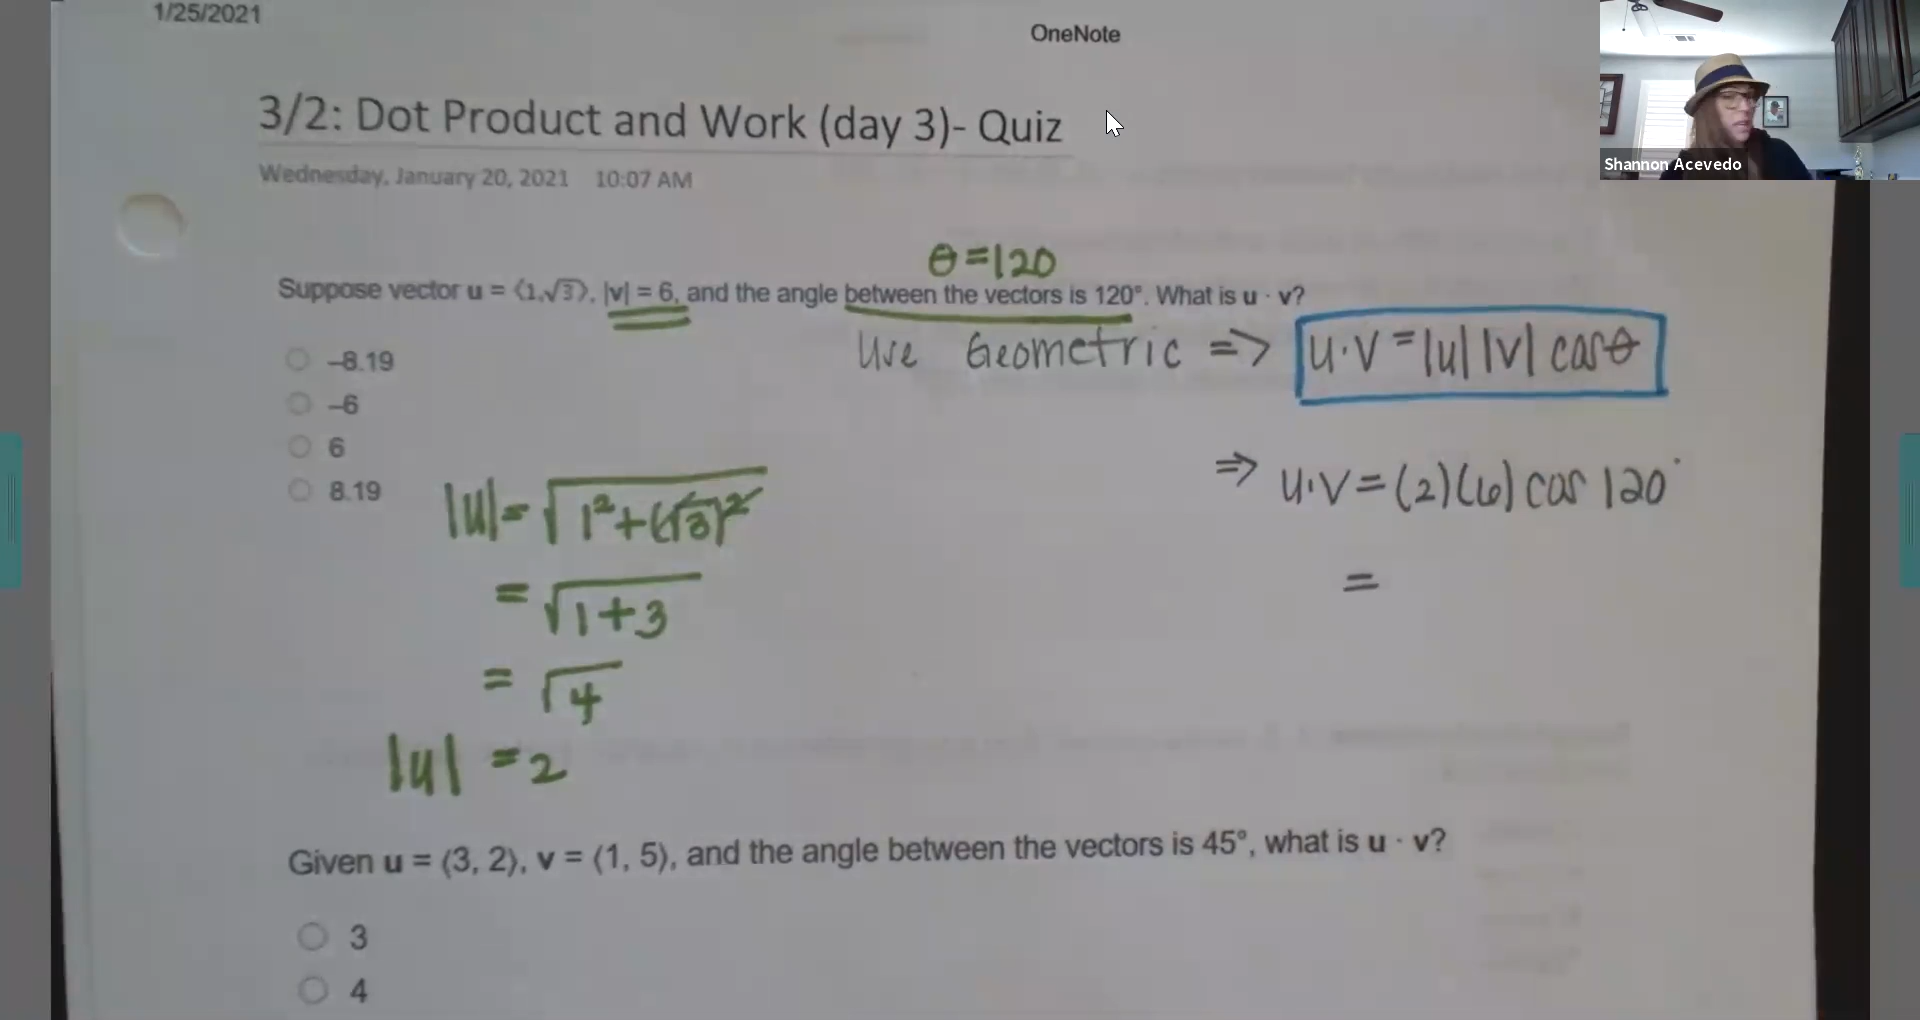 1/25/2021
OneNote
Shannon Acevedo
3/2: Dot Product and Work (day 3)- Quiz
Wednesday, January 20, 2021 10:07 AM
θ=120
Suppose vector u = ⟨1,√3⟩, |v| = 6, and the angle between the vectors is 120°. What is u · v?
Use Geometric => u·v = |u| |v| cosθ
–8.19
–6
6
8.19
=> u·v = (2)(6) cos 120°
=
|u| = √1² + (√3)²
= √1+3
= √4
|u| = 2
Given u = ⟨3, 2⟩, v = ⟨1, 5⟩, and the angle between the vectors is 45°, what is u · v?
3
4